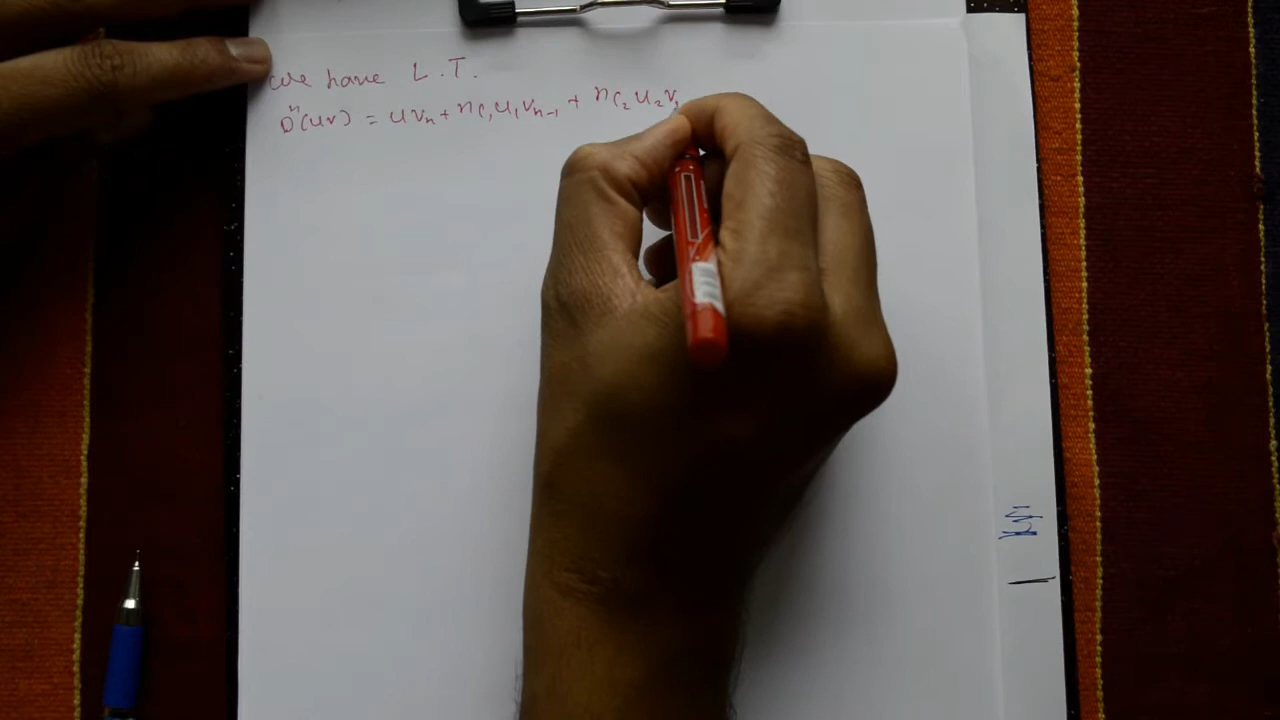 We have L.T.
Dⁿ(uv) = uvₙ + nc₁u₁vₙ₋₁ + nc₂u₂v